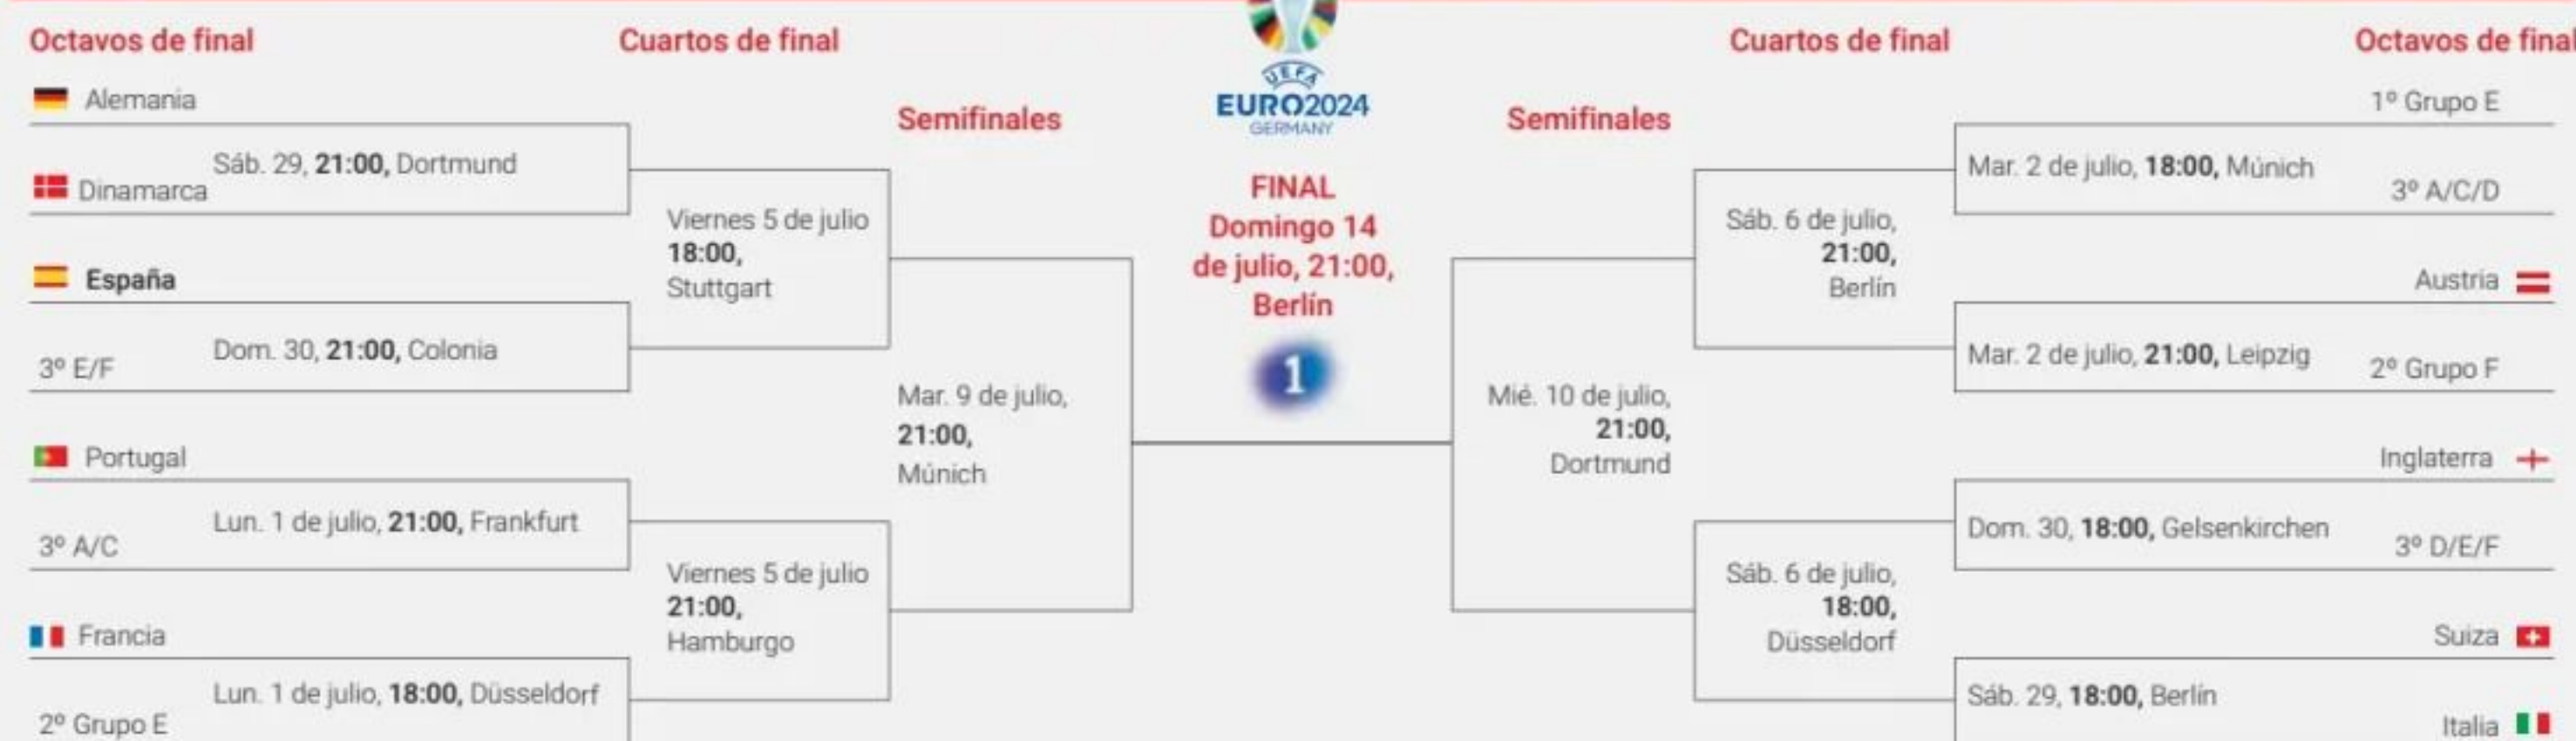 Octavos de final
Cuartos de final
Cuartos de final
Octavos de final
UEFA
EURO2024
GERMANY
Alemania
Sáb. 29, 21:00, Dortmund
Dinamarca
España
Dom. 30, 21:00, Colonia
3º E/F
Portugal
Lun. 1 de julio, 21:00, Frankfurt
3º A/C
Francia
Lun. 1 de julio, 18:00, Düsseldorf
2º Grupo E
Viernes 5 de julio
18:00,
Stuttgart
Viernes 5 de julio
21:00,
Hamburgo
Semifinales
Mar. 9 de julio,
21:00,
Múnich
FINAL
Domingo 14
de julio, 21:00,
Berlín
1
Semifinales
Mié. 10 de julio,
21:00,
Dortmund
Sáb. 6 de julio,
21:00,
Berlín
Sáb. 6 de julio,
18:00,
Düsseldorf
1º Grupo E
Mar. 2 de julio, 18:00, Múnich
3º A/C/D
Austria
Mar. 2 de julio, 21:00, Leipzig
2º Grupo F
Inglaterra
Dom. 30, 18:00, Gelsenkirchen
3º D/E/F
Suiza
Sáb. 29, 18:00, Berlín
Italia